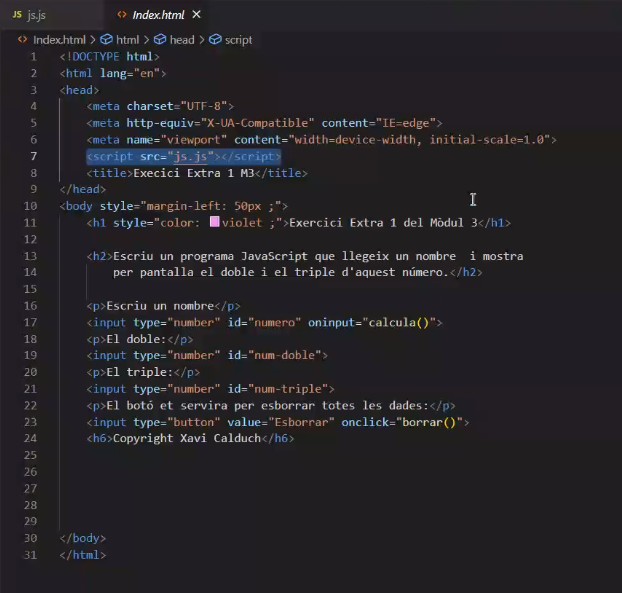 JS js.js <> Index.html ×
<> Index.html > html > head > script
1 <!DOCTYPE html>
2 <html lang="en">
3 <head>
4 <meta charset="UTF-8">
5 <meta http-equiv="X-UA-Compatible" content="IE=edge">
6 <meta name="viewport" content="width=device-width, initial-scale=1.0">
7 <script src="js.js"></script>
8 <title>Execici Extra 1 M3</title>
9 </head>
10 <body style="margin-left: 50px ;">
11 <h1 style="color: violet ;">Exercici Extra 1 del Mòdul 3</h1>
12
13 <h2>Escriu un programa JavaScript que llegeix un nombre  i mostra
14 per pantalla el doble i el triple d'aquest número.</h2>
15
16 <p>Escriu un nombre</p>
17 <input type="number" id="numero" oninput="calcula()">
18 <p>El doble:</p>
19 <input type="number" id="num-doble">
20 <p>El triple:</p>
21 <input type="number" id="num-triple">
22 <p>El botó et servira per esborrar totes les dades:</p>
23 <input type="button" value="Esborrar" onclick="borrar()">
24 <h6>Copyright Xavi Calduch</h6>
25
26
27
28
29
30 </body>
31 </html>